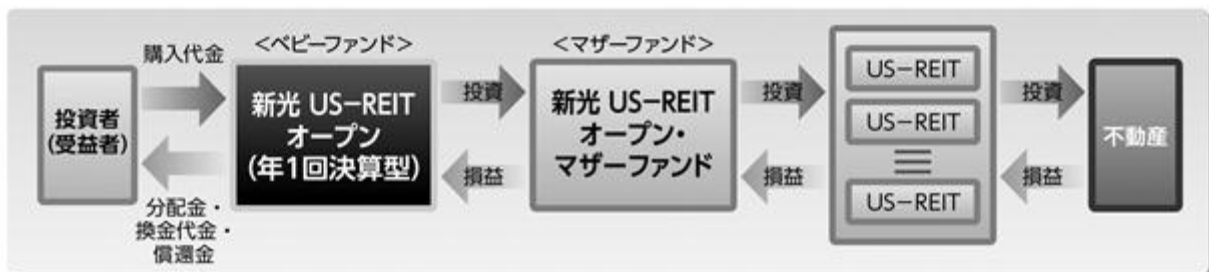 購入代金
<ベビーファンド>
<マザーファンド>
投資者
(受益者)
新光 US-REIT
オープン
(年1回決算型)
投資
損益
新光 US-REIT
オープン・
マザーファンド
投資
損益
US-REIT
US-REIT
US-REIT
投資
損益
不動産
分配金・
換金代金・
償還金